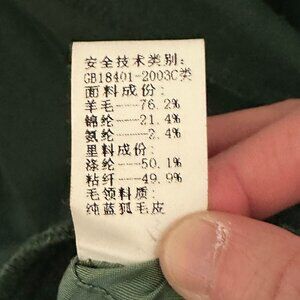 安全技术类别:
GB18401-2003C类
面料成份:
羊毛---76.2%
锦纶---21.4%
氨纶---2.4%
里料成份:
涤纶---50.1%
粘纤---49.9%
毛领料质:
纯蓝狐毛皮